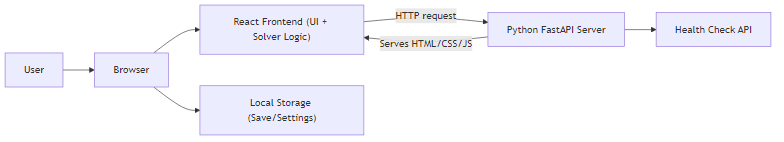 User
Browser
React Frontend (UI +
Solver Logic)
HTTP request
Serves HTML/CSS/JS
Python FastAPI Server
Health Check API
Local Storage
(Save/Settings)